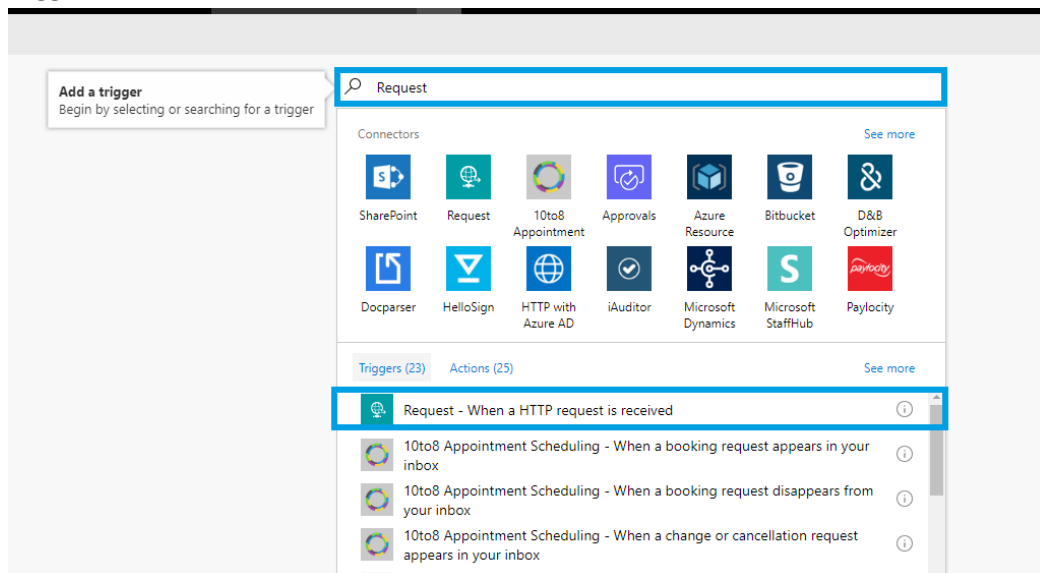 Add a trigger
Begin by selecting or searching for a trigger
Request
Connectors
See more
SharePoint
Request
10to8
Appointment
Approvals
Azure
Resource
Bitbucket
D&B
Optimizer
Docparser
HelloSign
HTTP with
Azure AD
iAuditor
Microsoft
Dynamics
Microsoft
StaffHub
paylocity
Paylocity
Triggers (23)
Actions (25)
See more
Request - When a HTTP request is received
10to8 Appointment Scheduling - When a booking request appears in your
inbox
10to8 Appointment Scheduling - When a booking request disappears from
your inbox
10to8 Appointment Scheduling - When a change or cancellation request
appears in your inbox